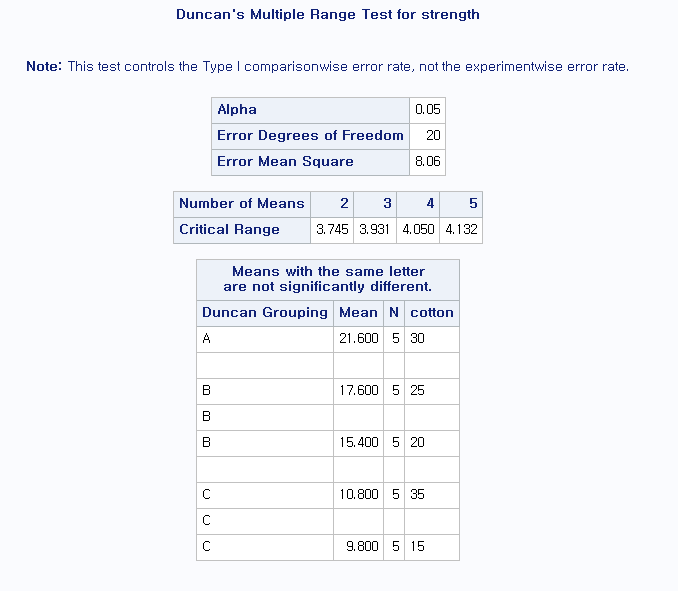 Duncan's Multiple Range Test for strength
Note: This test controls the Type I comparisonwise error rate, not the experimentwise error rate.
Alpha 0.05
Error Degrees of Freedom 20
Error Mean Square 8.06
Number of Means 2 3 4 5
Critical Range 3.745 3.931 4.050 4.132
Means with the same letter
are not significantly different.
Duncan Grouping Mean N cotton
A 21.600 5 30
B 17.600 5 25
B
B 15.400 5 20
C 10.800 5 35
C
C 9.800 5 15